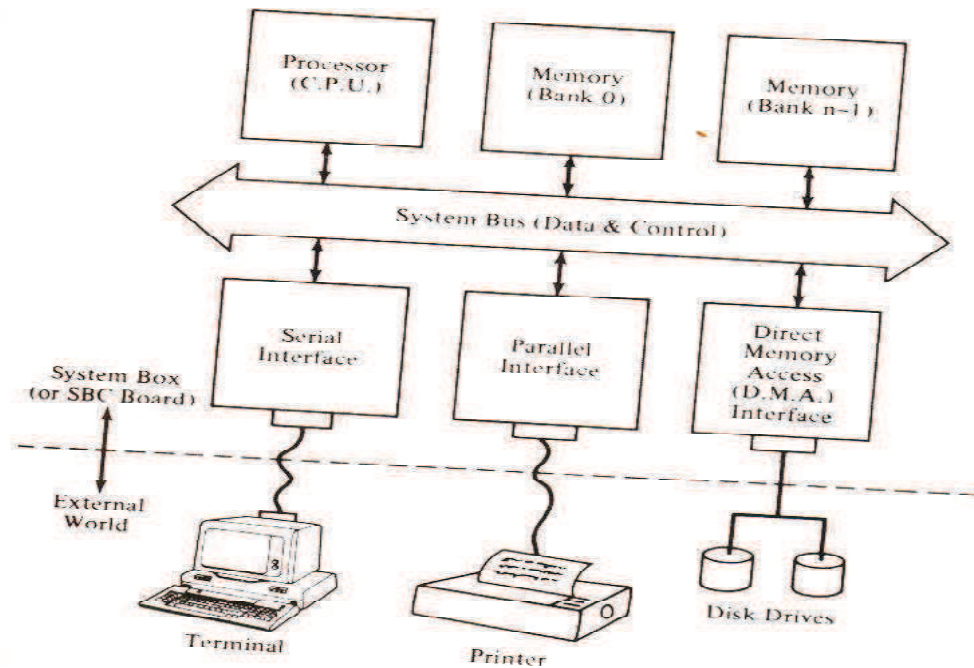 Processor
(C.P.U.)
Memory
(Bank 0)
Memory
(Bank n-1)
System Bus (Data & Control)
Serial
Interface
Parallel
Interface
Direct
Memory
Access
(D.M.A.)
Interface
System Box
(or SBC Board)
External
World
Terminal
Printer
Disk Drives